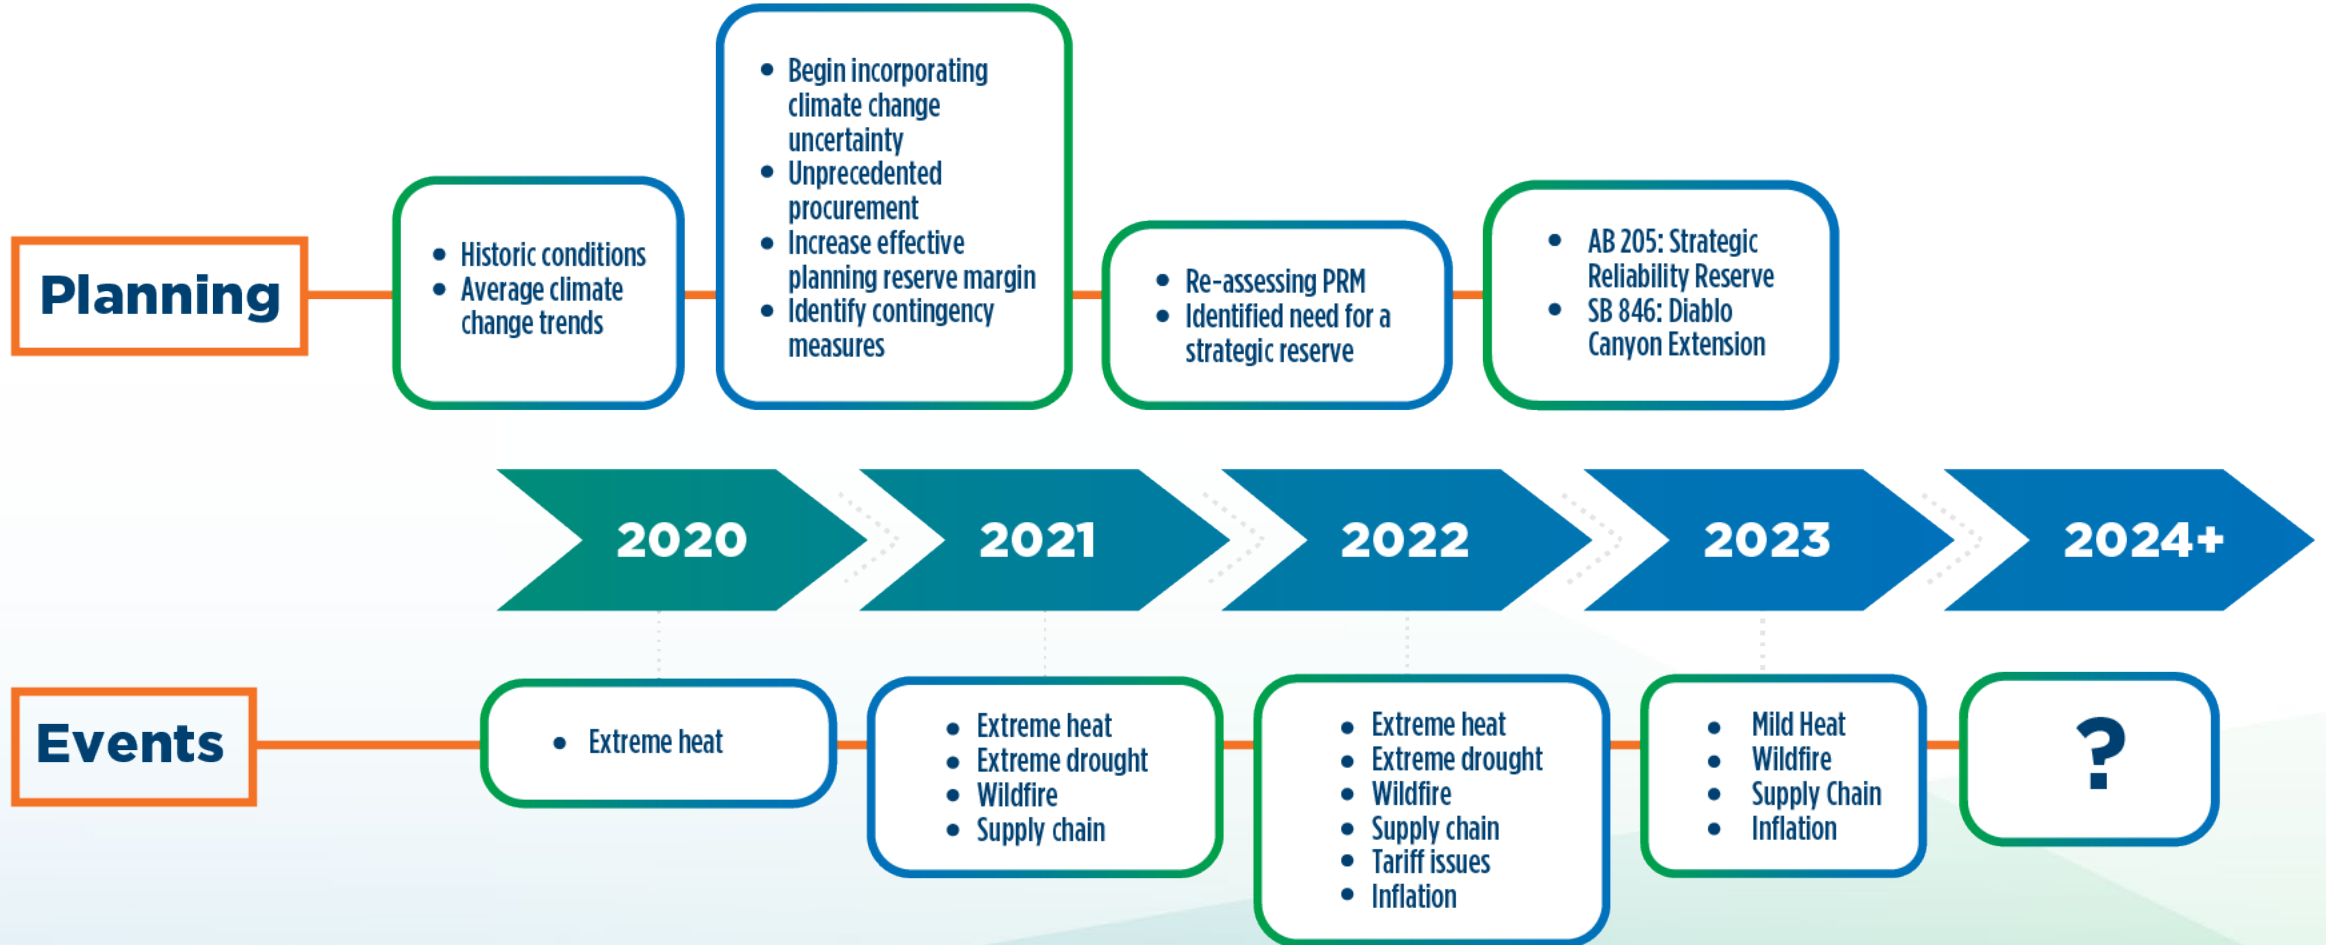 Planning
• Historic conditions
• Average climate
change trends
• Begin incorporating
climate change
uncertainty
• Unprecedented
procurement
• Increase effective
planning reserve margin
• Identify contingency
measures
• Re-assessing PRM
• Identified need for a
strategic reserve
• AB 205: Strategic
Reliability Reserve
• SB 846: Diablo
Canyon Extension
2020
2021
2022
2023
2024+
Events
• Extreme heat
• Extreme heat
• Extreme drought
• Wildfire
• Supply chain
• Extreme heat
• Extreme drought
• Wildfire
• Supply chain
• Tariff issues
• Inflation
• Mild Heat
• Wildfire
• Supply Chain
• Inflation
?